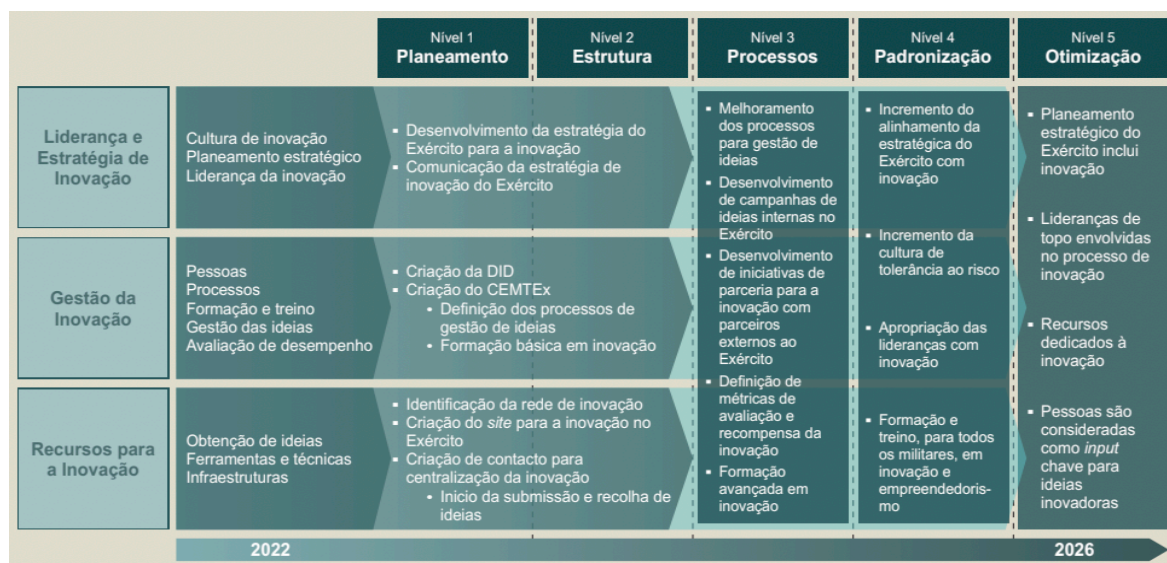 Nível 1
Planeamento
Nível 2
Estrutura
Nível 3
Processos
Nível 4
Padronização
Nível 5
Otimização
Liderança e
Estratégia de
Inovação
Cultura de inovação
Planeamento estratégico
Liderança da inovação
▪ Desenvolvimento da estratégia do
Exército para a inovação
▪ Comunicação da estratégia de
inovação do Exército
Gestão da
Inovação
Pessoas
Processos
Formação e treino
Gestão das ideias
Avaliação de desempenho
▪ Criação da DID
▪ Criação do CEMTEx
• Definição dos processos de
gestão de ideias
• Formação básica em inovação
Recursos para
a Inovação
Obtenção de ideias
Ferramentas e técnicas
Infraestruturas
▪ Identificação da rede de inovação
▪ Criação do site para a inovação no
Exército
▪ Criação de contacto para
centralização da inovação
• Inicio da submissão e recolha de
ideias
▪ Melhoramento
dos processos
para gestão de
ideias
▪ Desenvolvimento
de campanhas de
ideias internas no
Exército
▪ Desenvolvimento
de iniciativas de
parceria para a
inovação com
parceiros
externos ao
Exército
▪ Definição de
métricas de
avaliação e
recompensa da
inovação
▪ Formação
avançada em
inovação
▪ Incremento do
alinhamento da
estratégica do
Exército com
inovação
▪ Incremento da
cultura de
tolerância ao risco
▪ Apropriação das
lideranças com
inovação
▪ Formação e
treino, para todos
os militares, em
inovação e
empreendedoris-
mo
▪ Planeamento
estratégico do
Exército inclui
inovação
▪ Lideranças de
topo envolvidas
no processo de
inovação
▪ Recursos
dedicados à
inovação
▪ Pessoas são
consideradas
como input
chave para
ideias
inovadoras
2022
2026